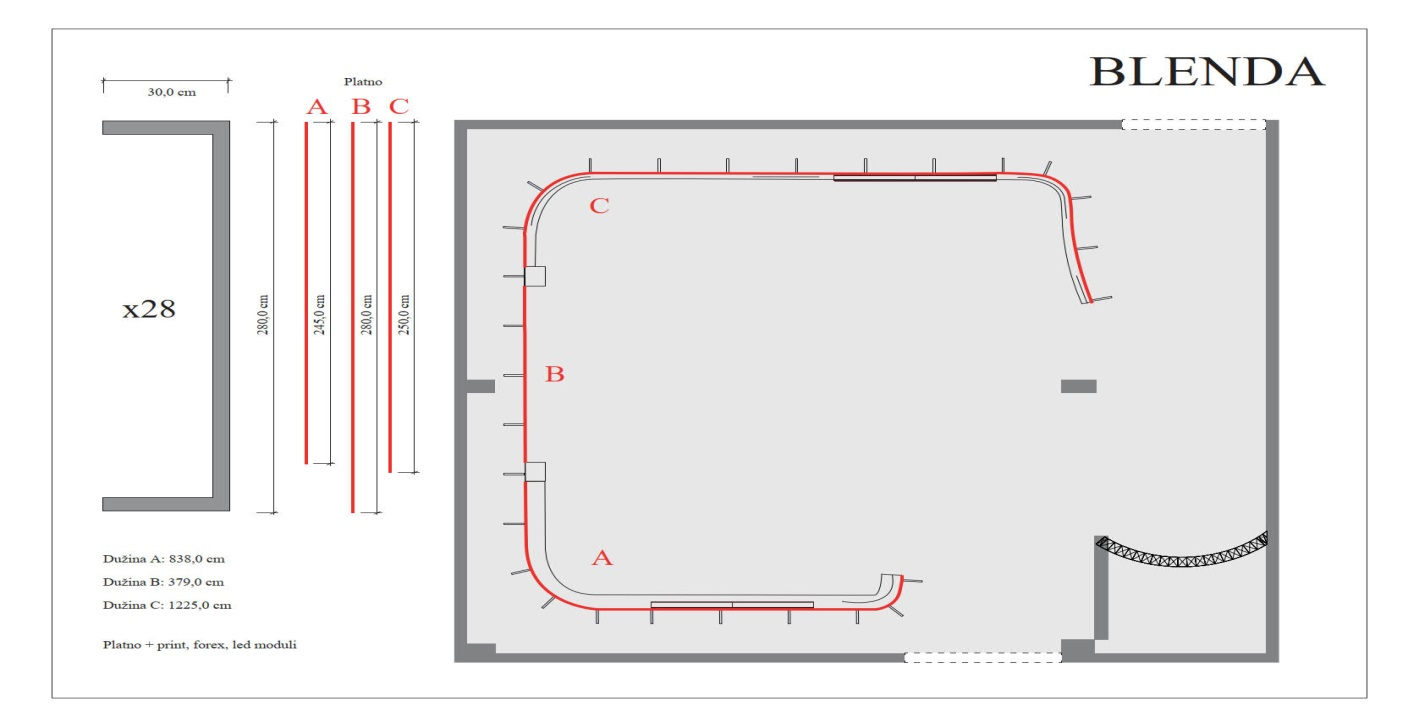 BLENDA
30,0 cm
Platno
A B C
x28
280,0 cm
245,0 cm
280,0 cm
250,0 cm
C
B
A
Dužina A: 838,0 cm
Dužina B: 379,0 cm
Dužina C: 1225,0 cm
Platno + print, forex, led moduli